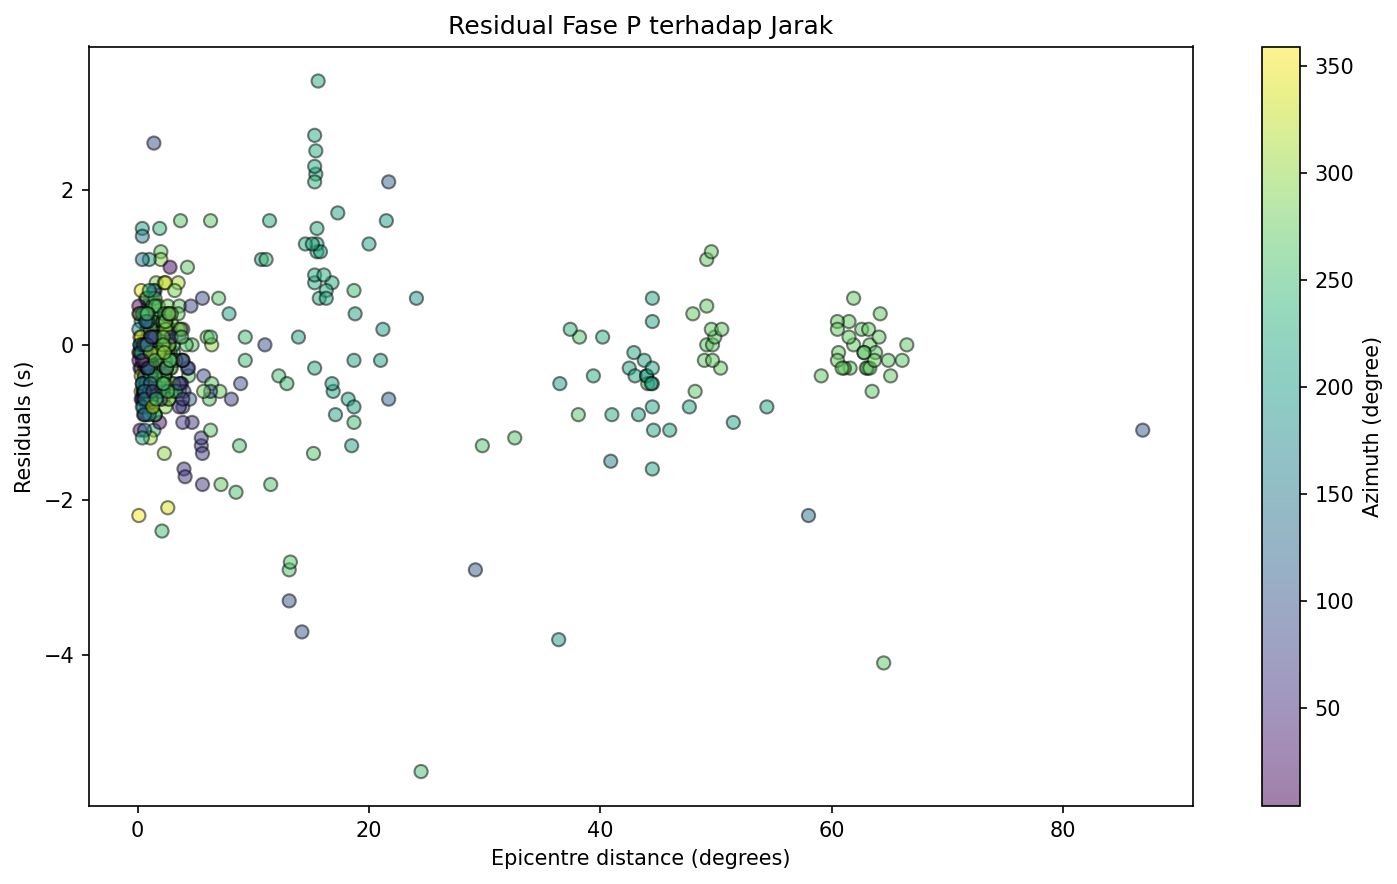 Residual Fase P terhadap Jarak
Residuals (s)
2
0
−2
−4
0 20 40 60 80
Epicentre distance (degrees)
350
300
250
200
150
100
50
Azimuth (degree)